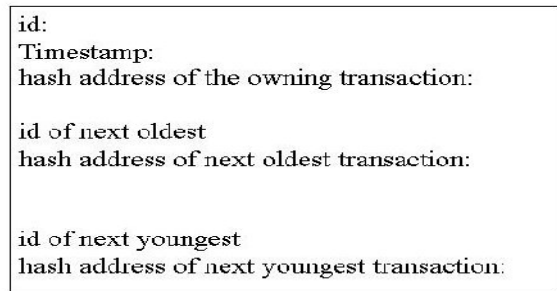 id:
Timestamp:
hash address of the owning transaction:
id of next oldest
hash address of next oldest transaction:
id of next youngest
hash address of next youngest transaction: